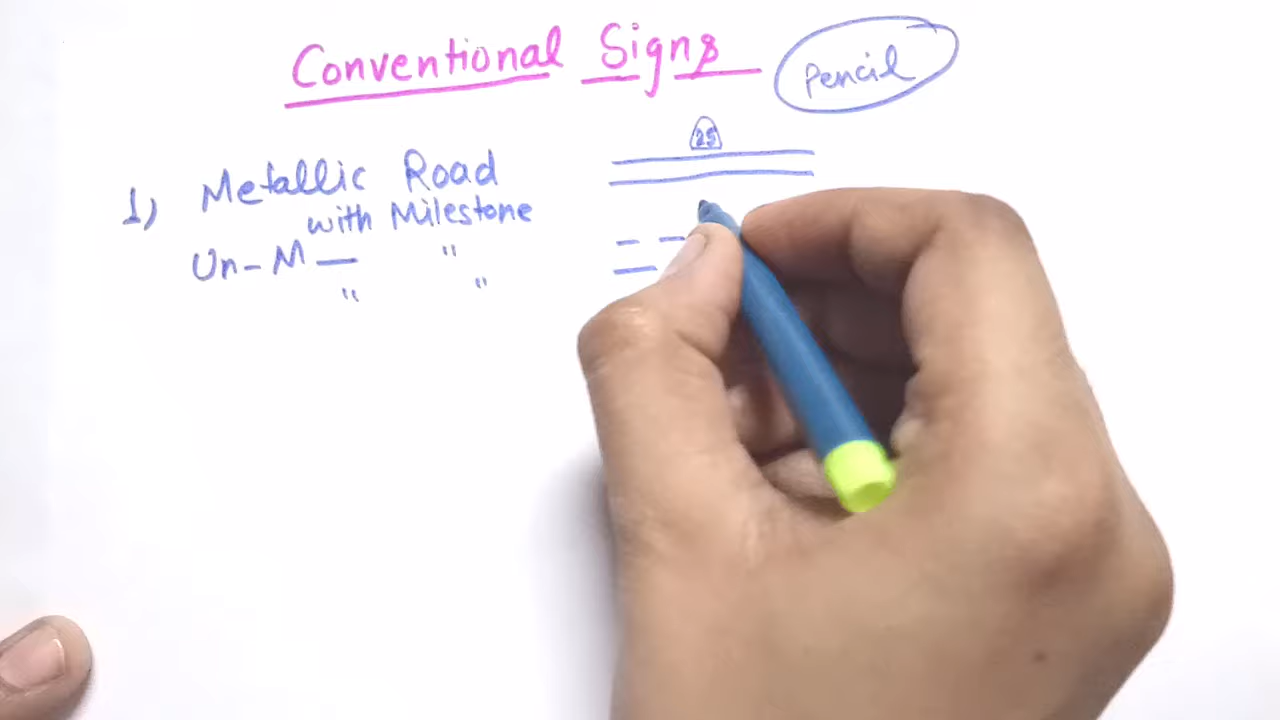 Conventional Signs
Pencil
25
1) Metallic Road
with Milestone
Un-M — "
" "